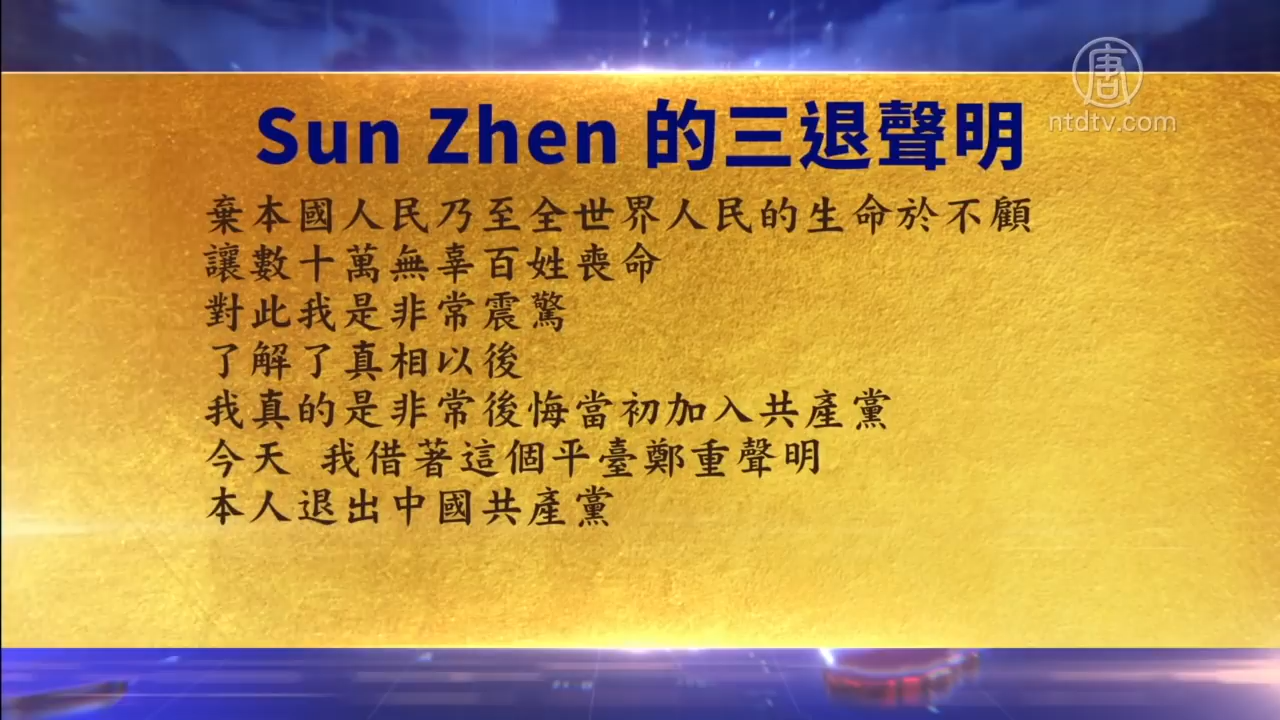 唐
ntdtv.com
Sun Zhen 的三退聲明
棄本國人民乃至全世界人民的生命於不顧
讓數十萬無辜百姓喪命
對此我是非常震驚
了解了真相以後
我真的是非常後悔當初加入共產黨
今天 我借著這個平臺鄭重聲明
本人退出中國共產黨